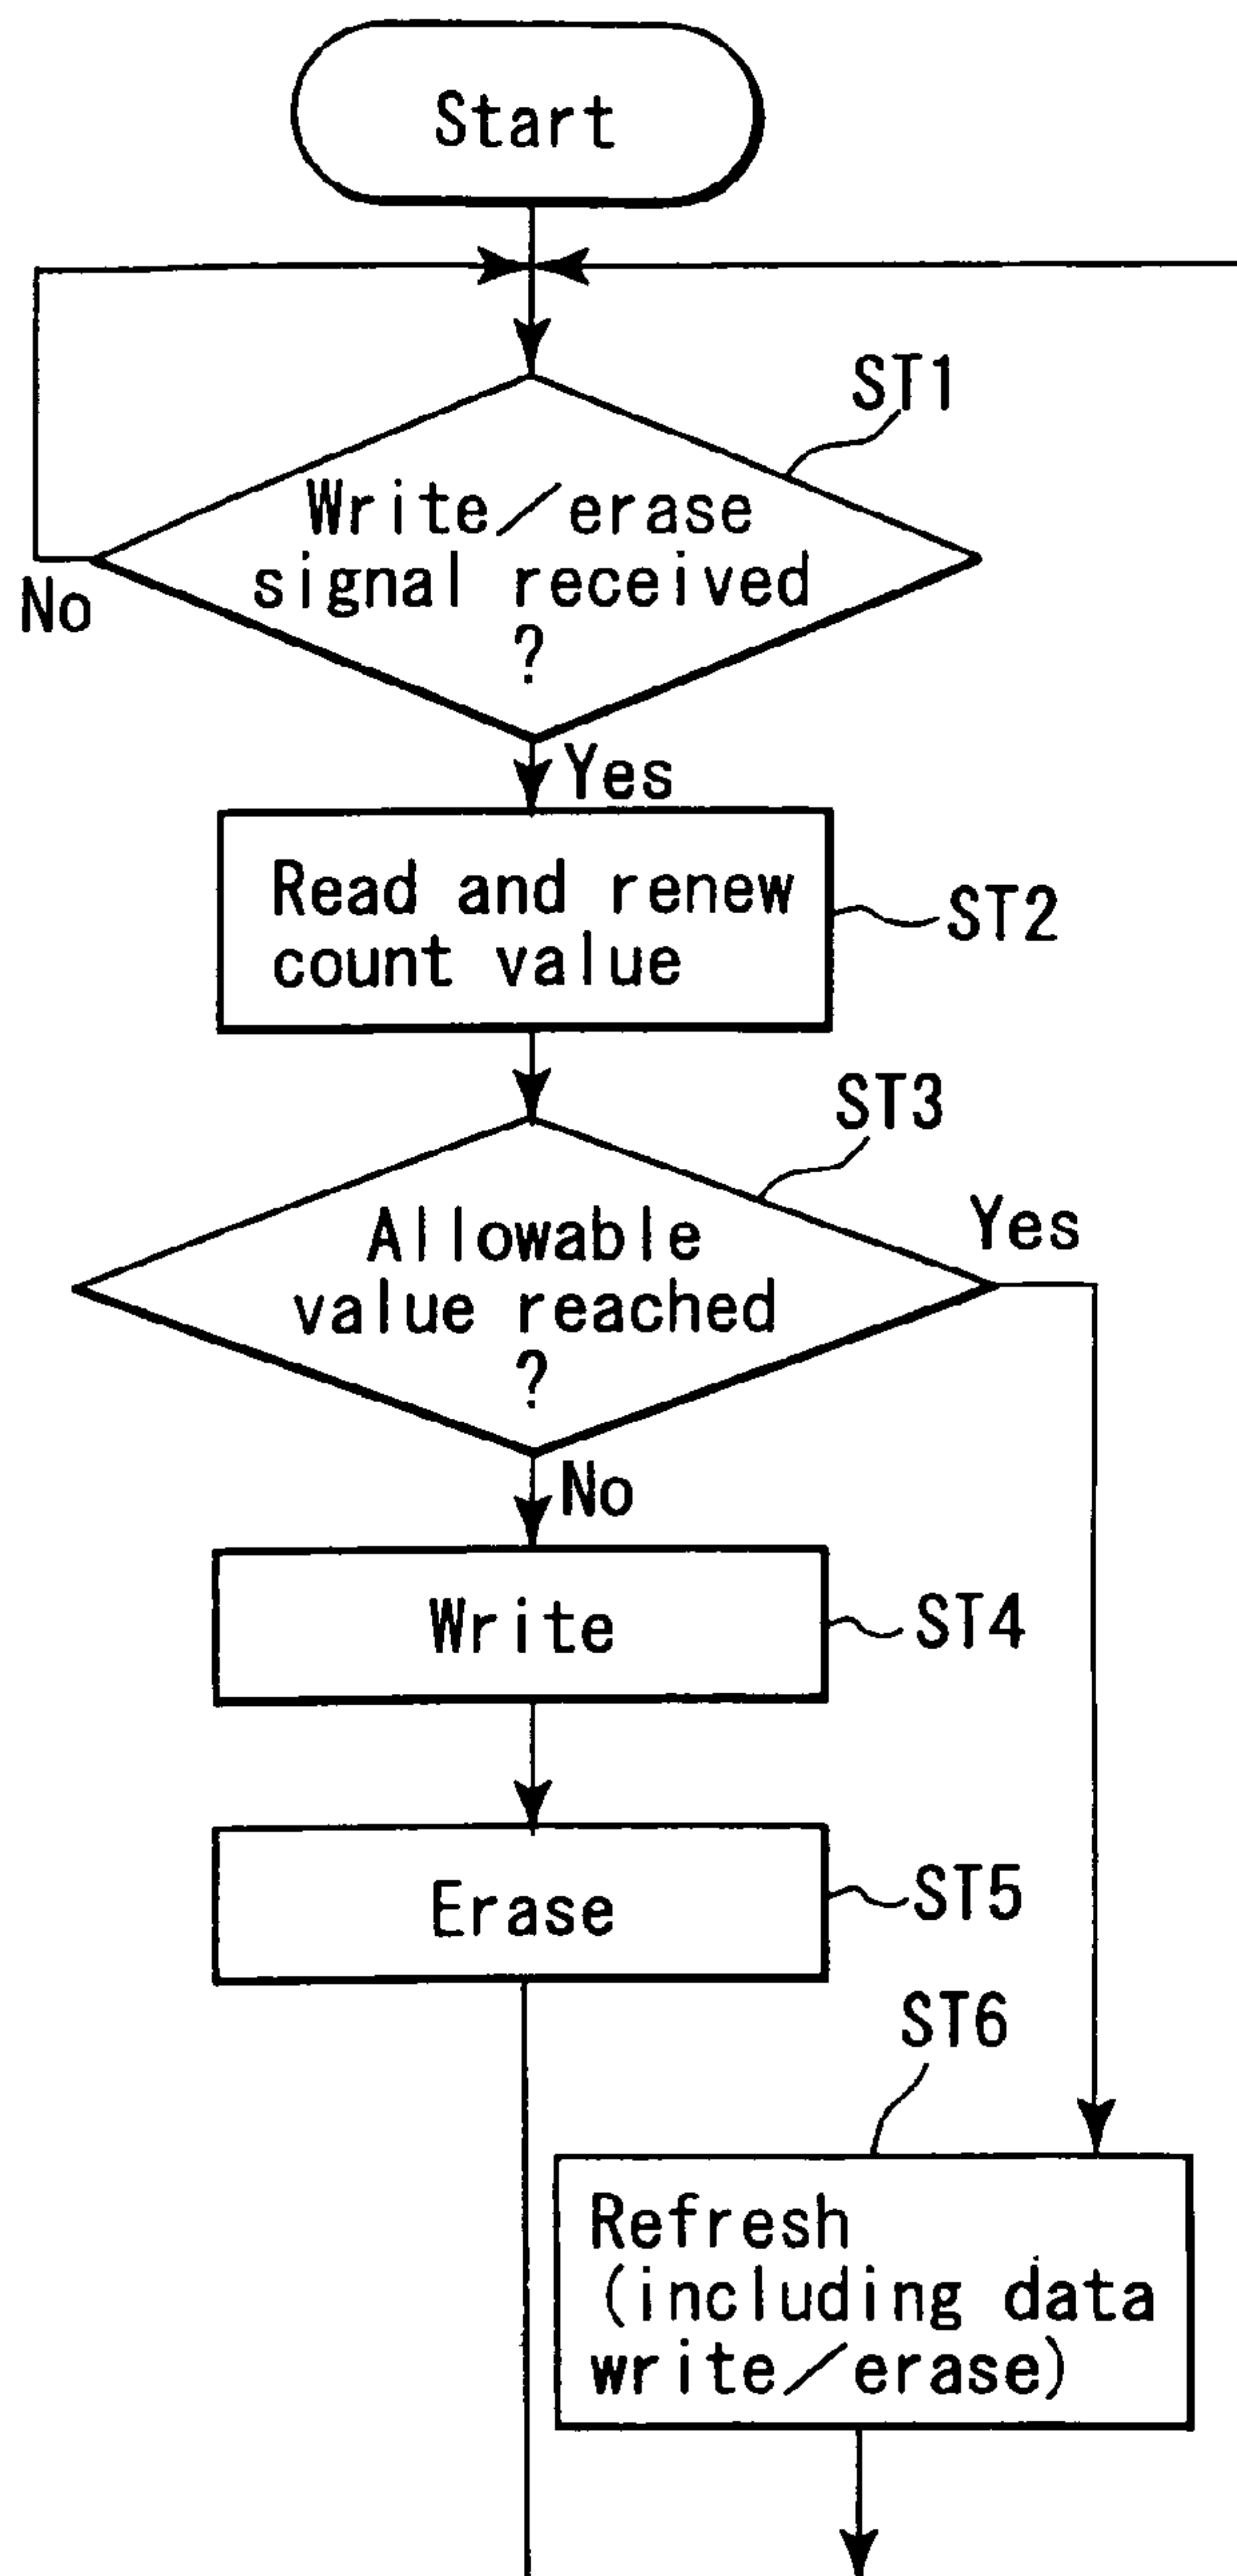 Start
ST1
Write/erase
signal received
?
No
Yes
Read and renew
count value
ST2
ST3
Allowable
value reached
?
Yes
No
Write
ST4
Erase
ST5
ST6
Refresh
(including data
write/erase)